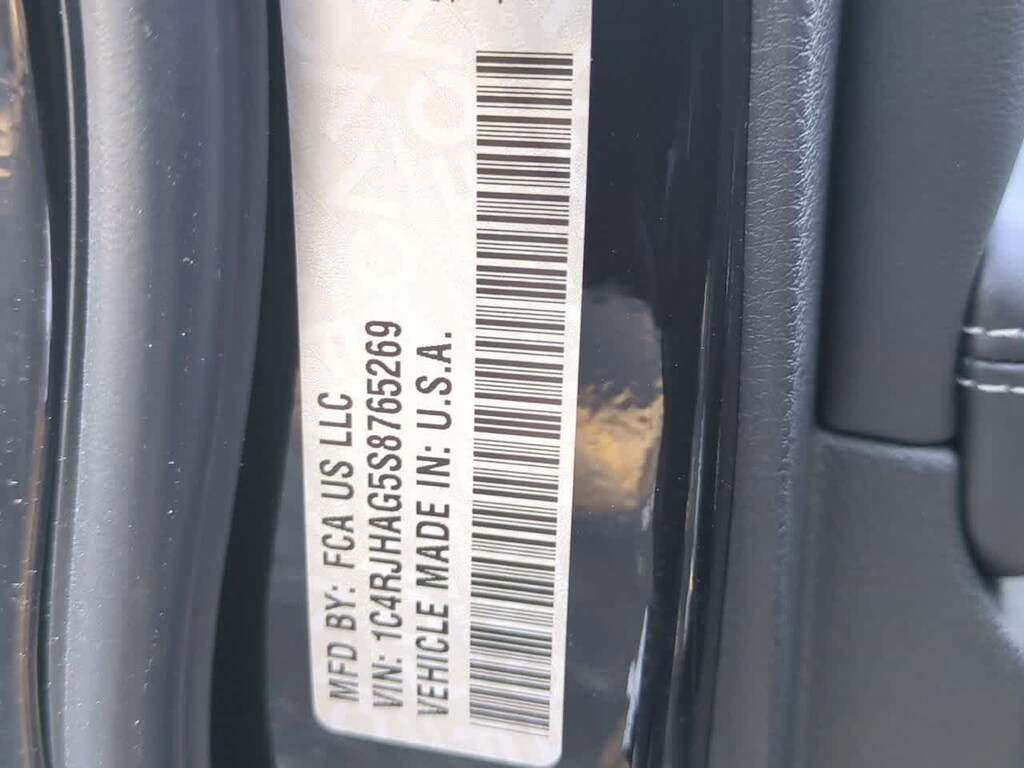 MFD BY: FCA US LLC
VIN: 1C4RJHAG5S8765269
VEHICLE MADE IN: U.S.A.